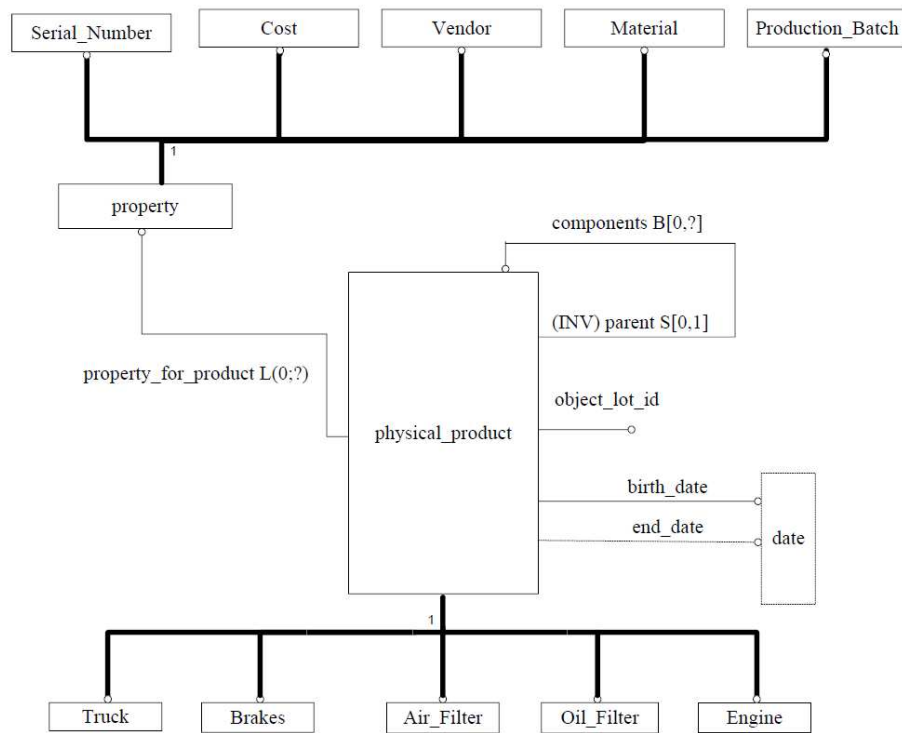 Serial_Number
Cost
Vendor
Material
Production_Batch
1
property
components B[0,?]
(INV) parent S[0,1]
property_for_product L(0;?)
object_lot_id
physical_product
birth_date
end_date
date
1
Truck
Brakes
Air_Filter
Oil_Filter
Engine